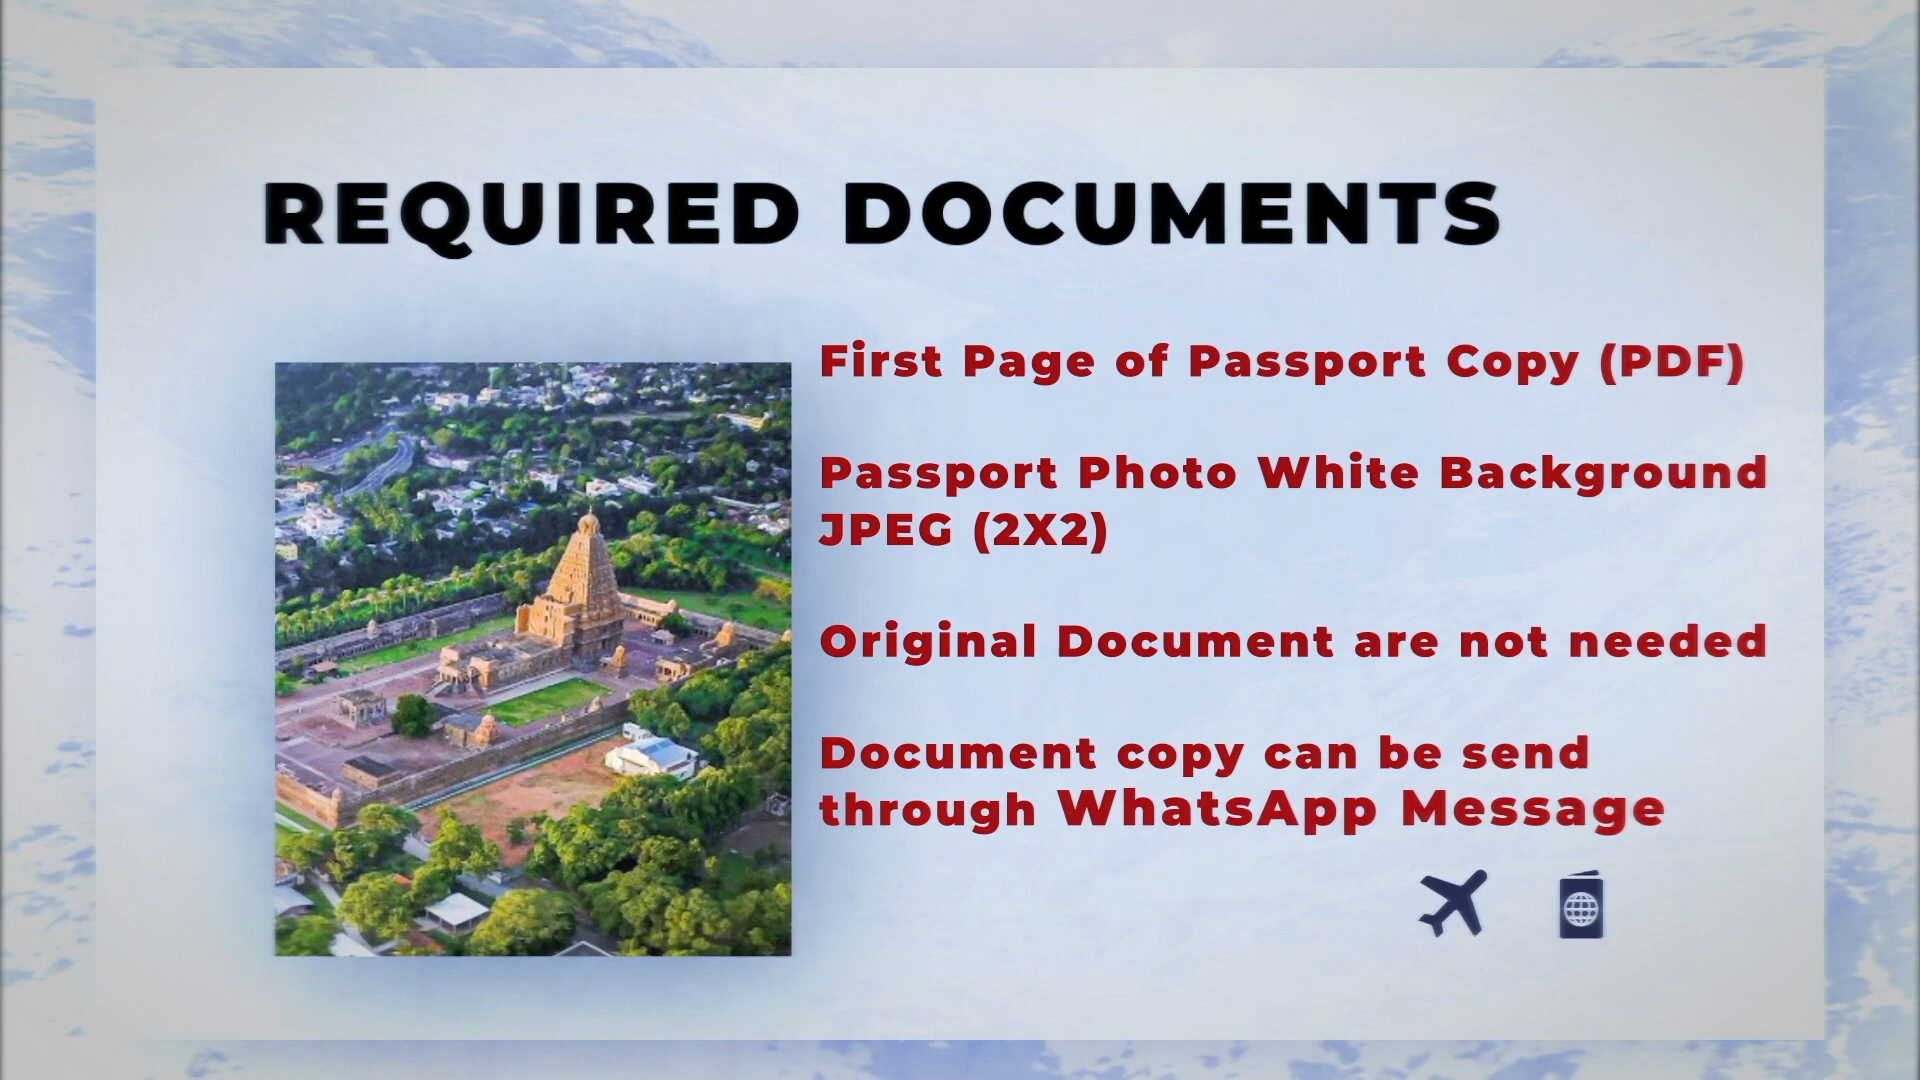 REQUIRED DOCUMENTS
First Page of Passport Copy (PDF)
Passport Photo White Background
JPEG (2X2)
Original Document are not needed
Document copy can be send
through WhatsApp Message